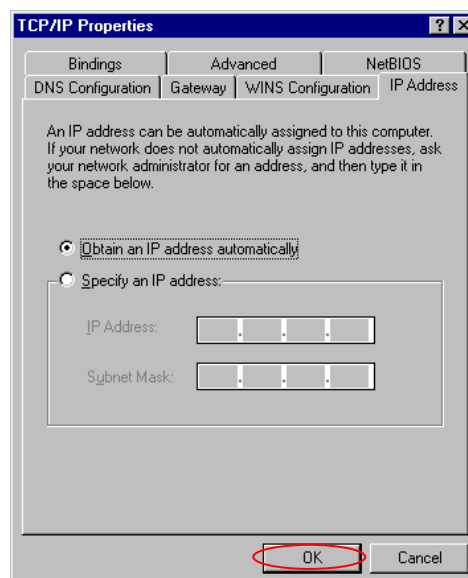 TCP/IP Properties
? X
Bindings Advanced NetBIOS
DNS Configuration Gateway WINS Configuration IP Address
An IP address can be automatically assigned to this computer.
If your network does not automatically assign IP addresses, ask
your network administrator for an address, and then type it in
the space below.
Obtain an IP address automatically
Specify an IP address:
IP Address:
. . .
Subnet Mask:
. . .
OK Cancel